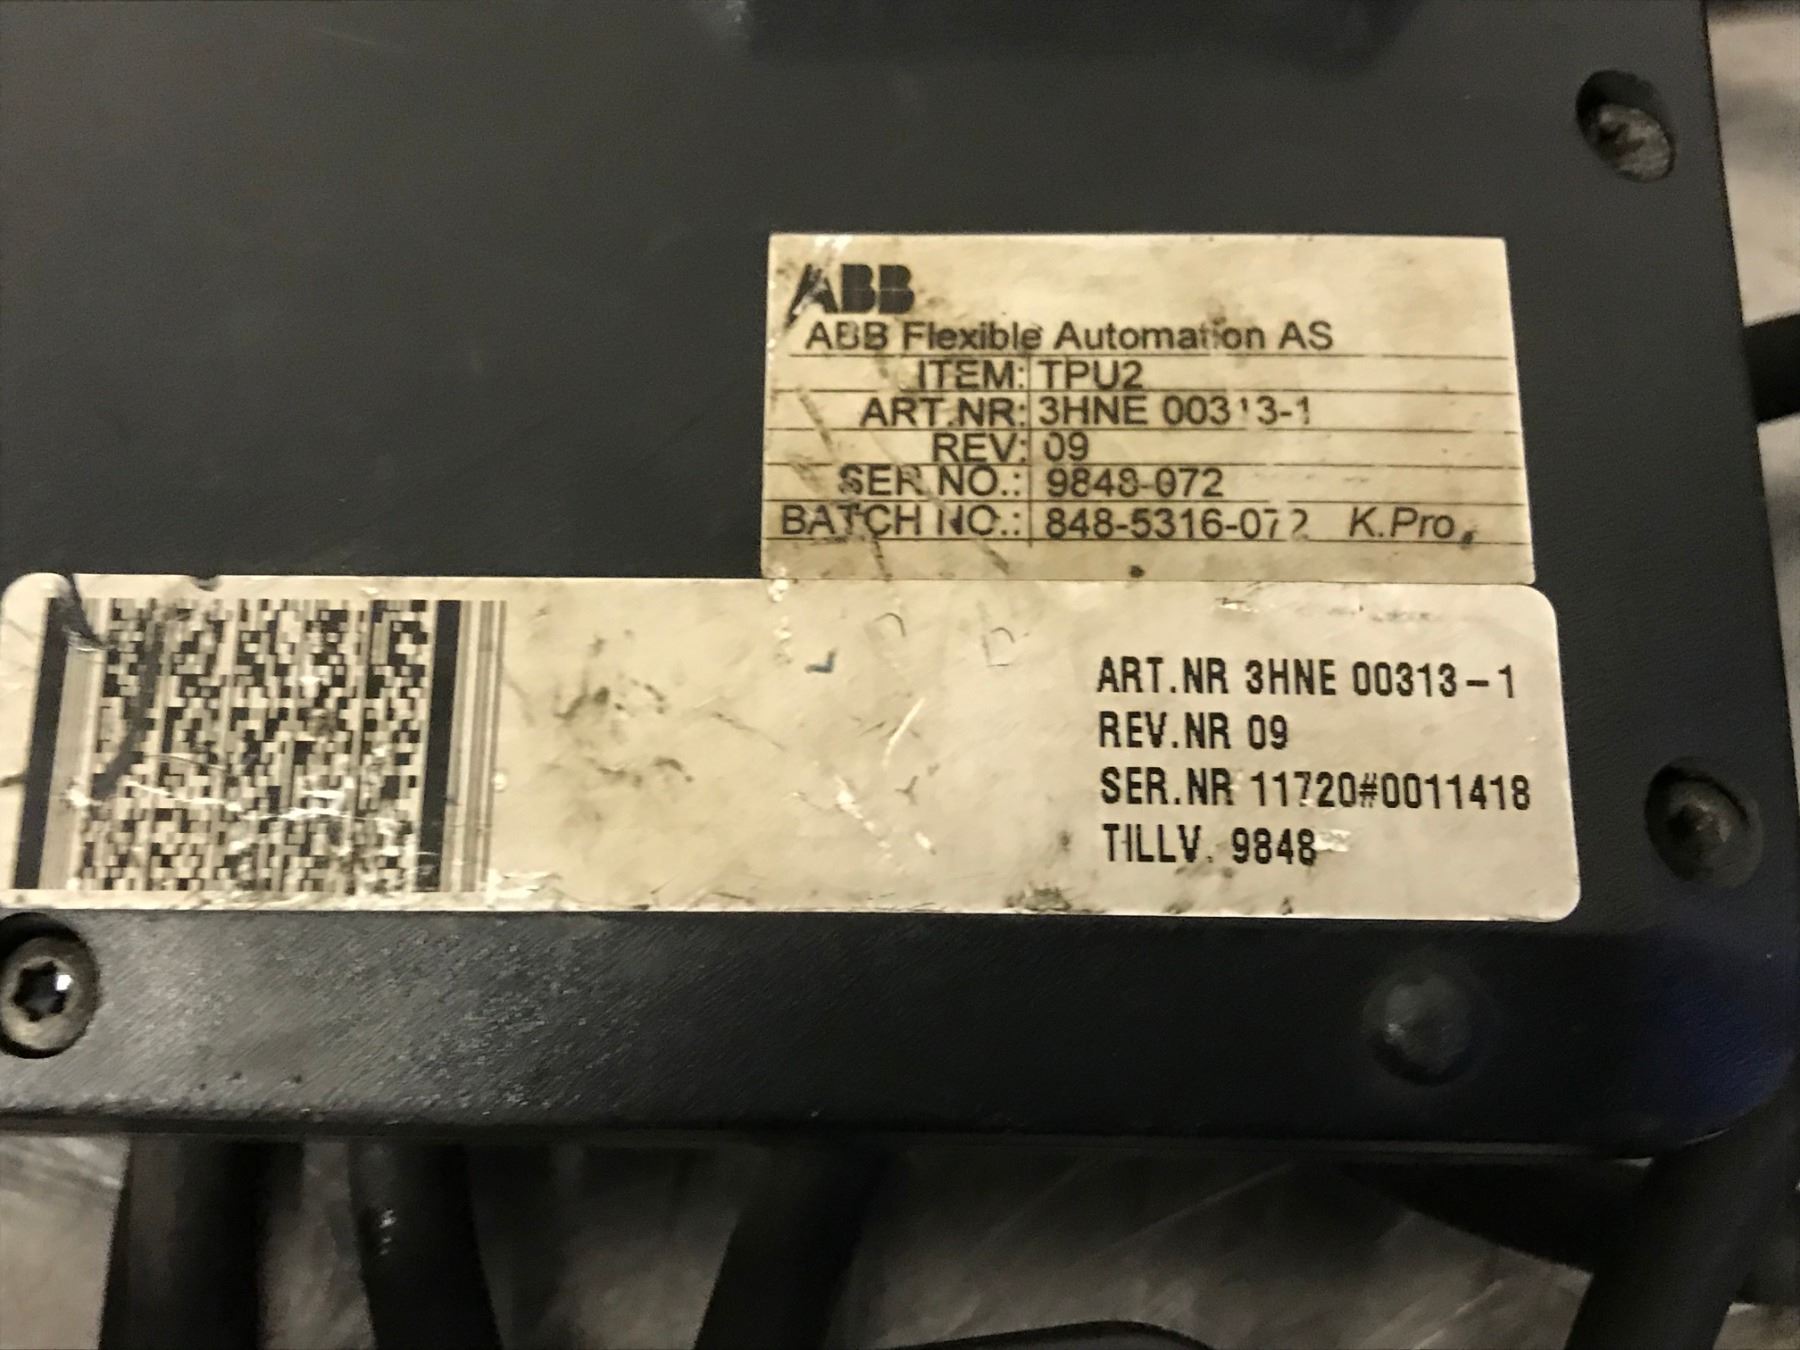 ABB
ABB Flexible Automation AS
ITEM: TPU2
ART.NR: 3HNE 00313-1
REV: 09
SER NO.: 9848-072
BATCH NO.: 848-5316-072 K.Pro.
ART.NR 3HNE 00313-1
REV.NR 09
SER.NR 11720#0011418
TILLV. 9848